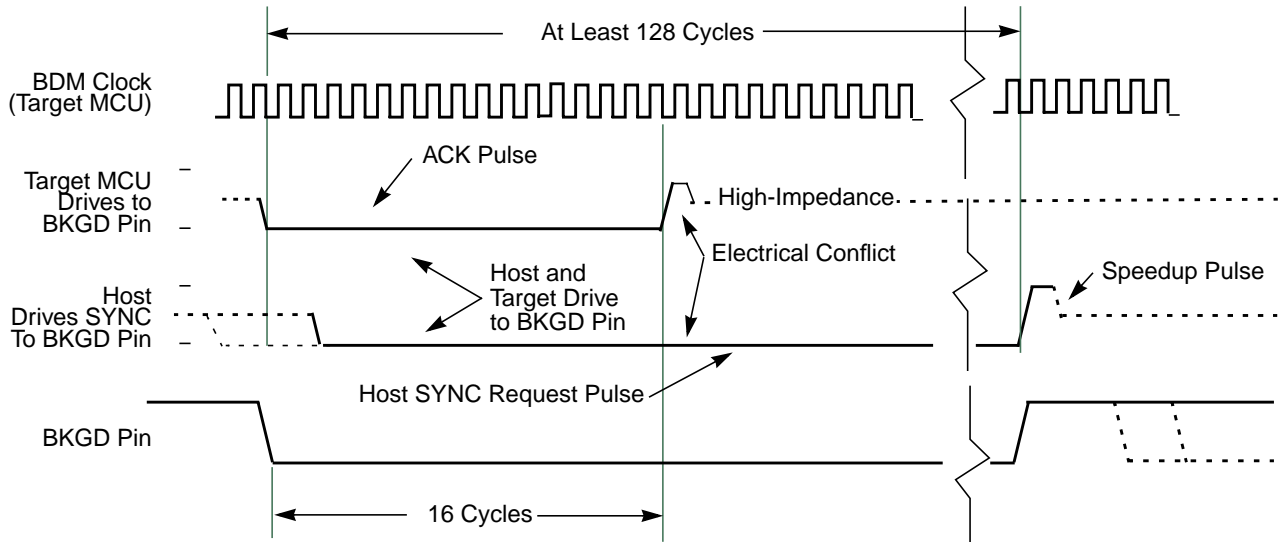 At Least 128 Cycles
BDM Clock
(Target MCU)
ACK Pulse
Target MCU
Drives to
BKGD Pin
High-Impedance
Electrical Conflict
Host and
Target Drive
to BKGD Pin
Speedup Pulse
Host
Drives SYNC
To BKGD Pin
Host SYNC Request Pulse
BKGD Pin
16 Cycles